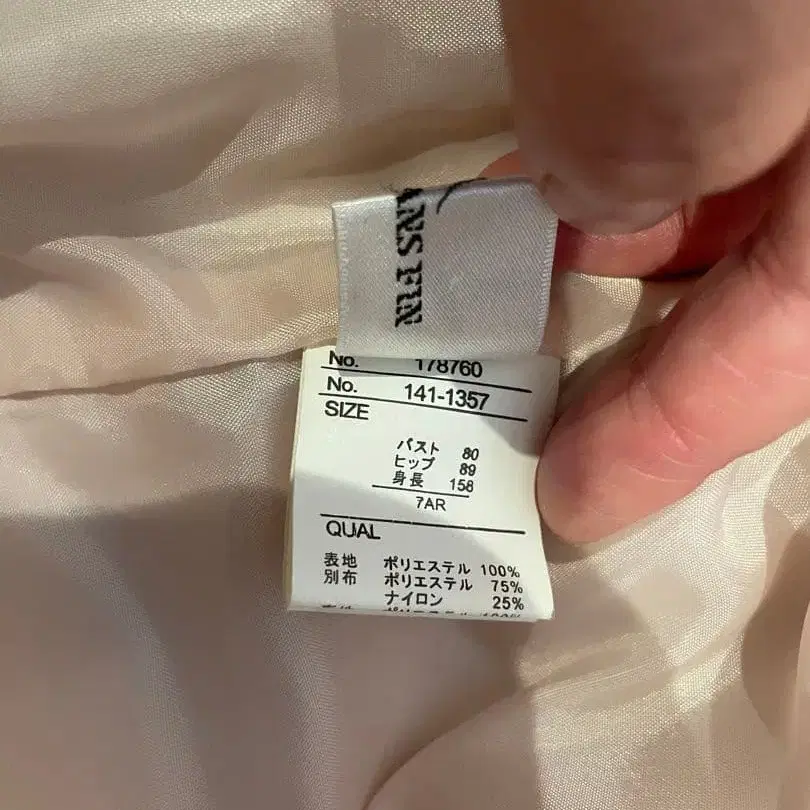 ANS FIN
No. 178760
No. 141-1357
SIZE
バスト 80
ヒップ 89
身長 158
7AR
QUAL
表地 ポリエステル 100%
別布 ポリエステル 75%
ナイロン 25%